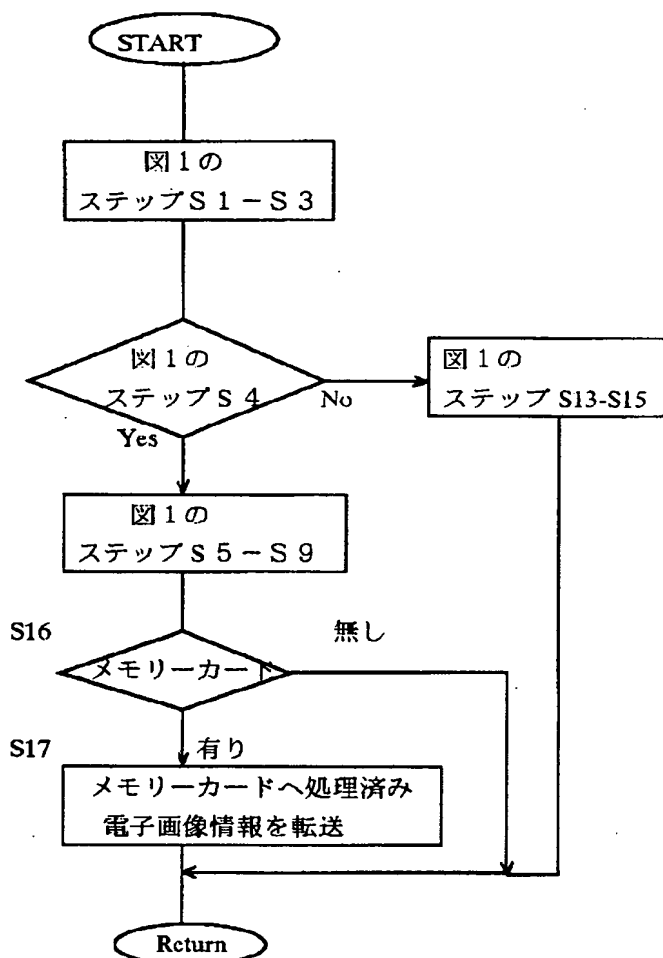 START
図１の
ステップＳ１－Ｓ３
図１の
ステップＳ４
No
図１の
ステップ S13-S15
Yes
図１の
ステップＳ５－Ｓ９
S16
無し
メモリーカード
S17
有り
メモリーカードへ処理済み
電子画像情報を転送
Return